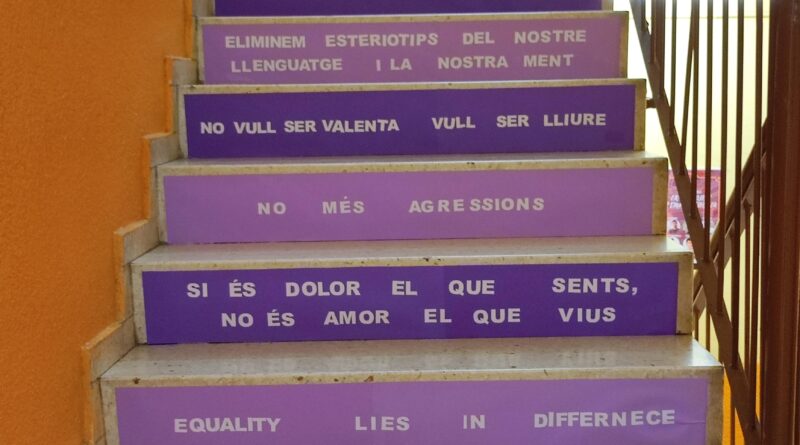 ELIMINEM ESTERIOTIPS DEL NOSTRE
LLENGUATGE I LA NOSTRA MENT
NO VULL SER VALENTA VULL SER LLIURE
NO MÉS AGRESSIONS
SI ÉS DOLOR EL QUE SENTS,
NO ÉS AMOR EL QUE VIUS
EQUALITY LIES IN DIFFERNECE